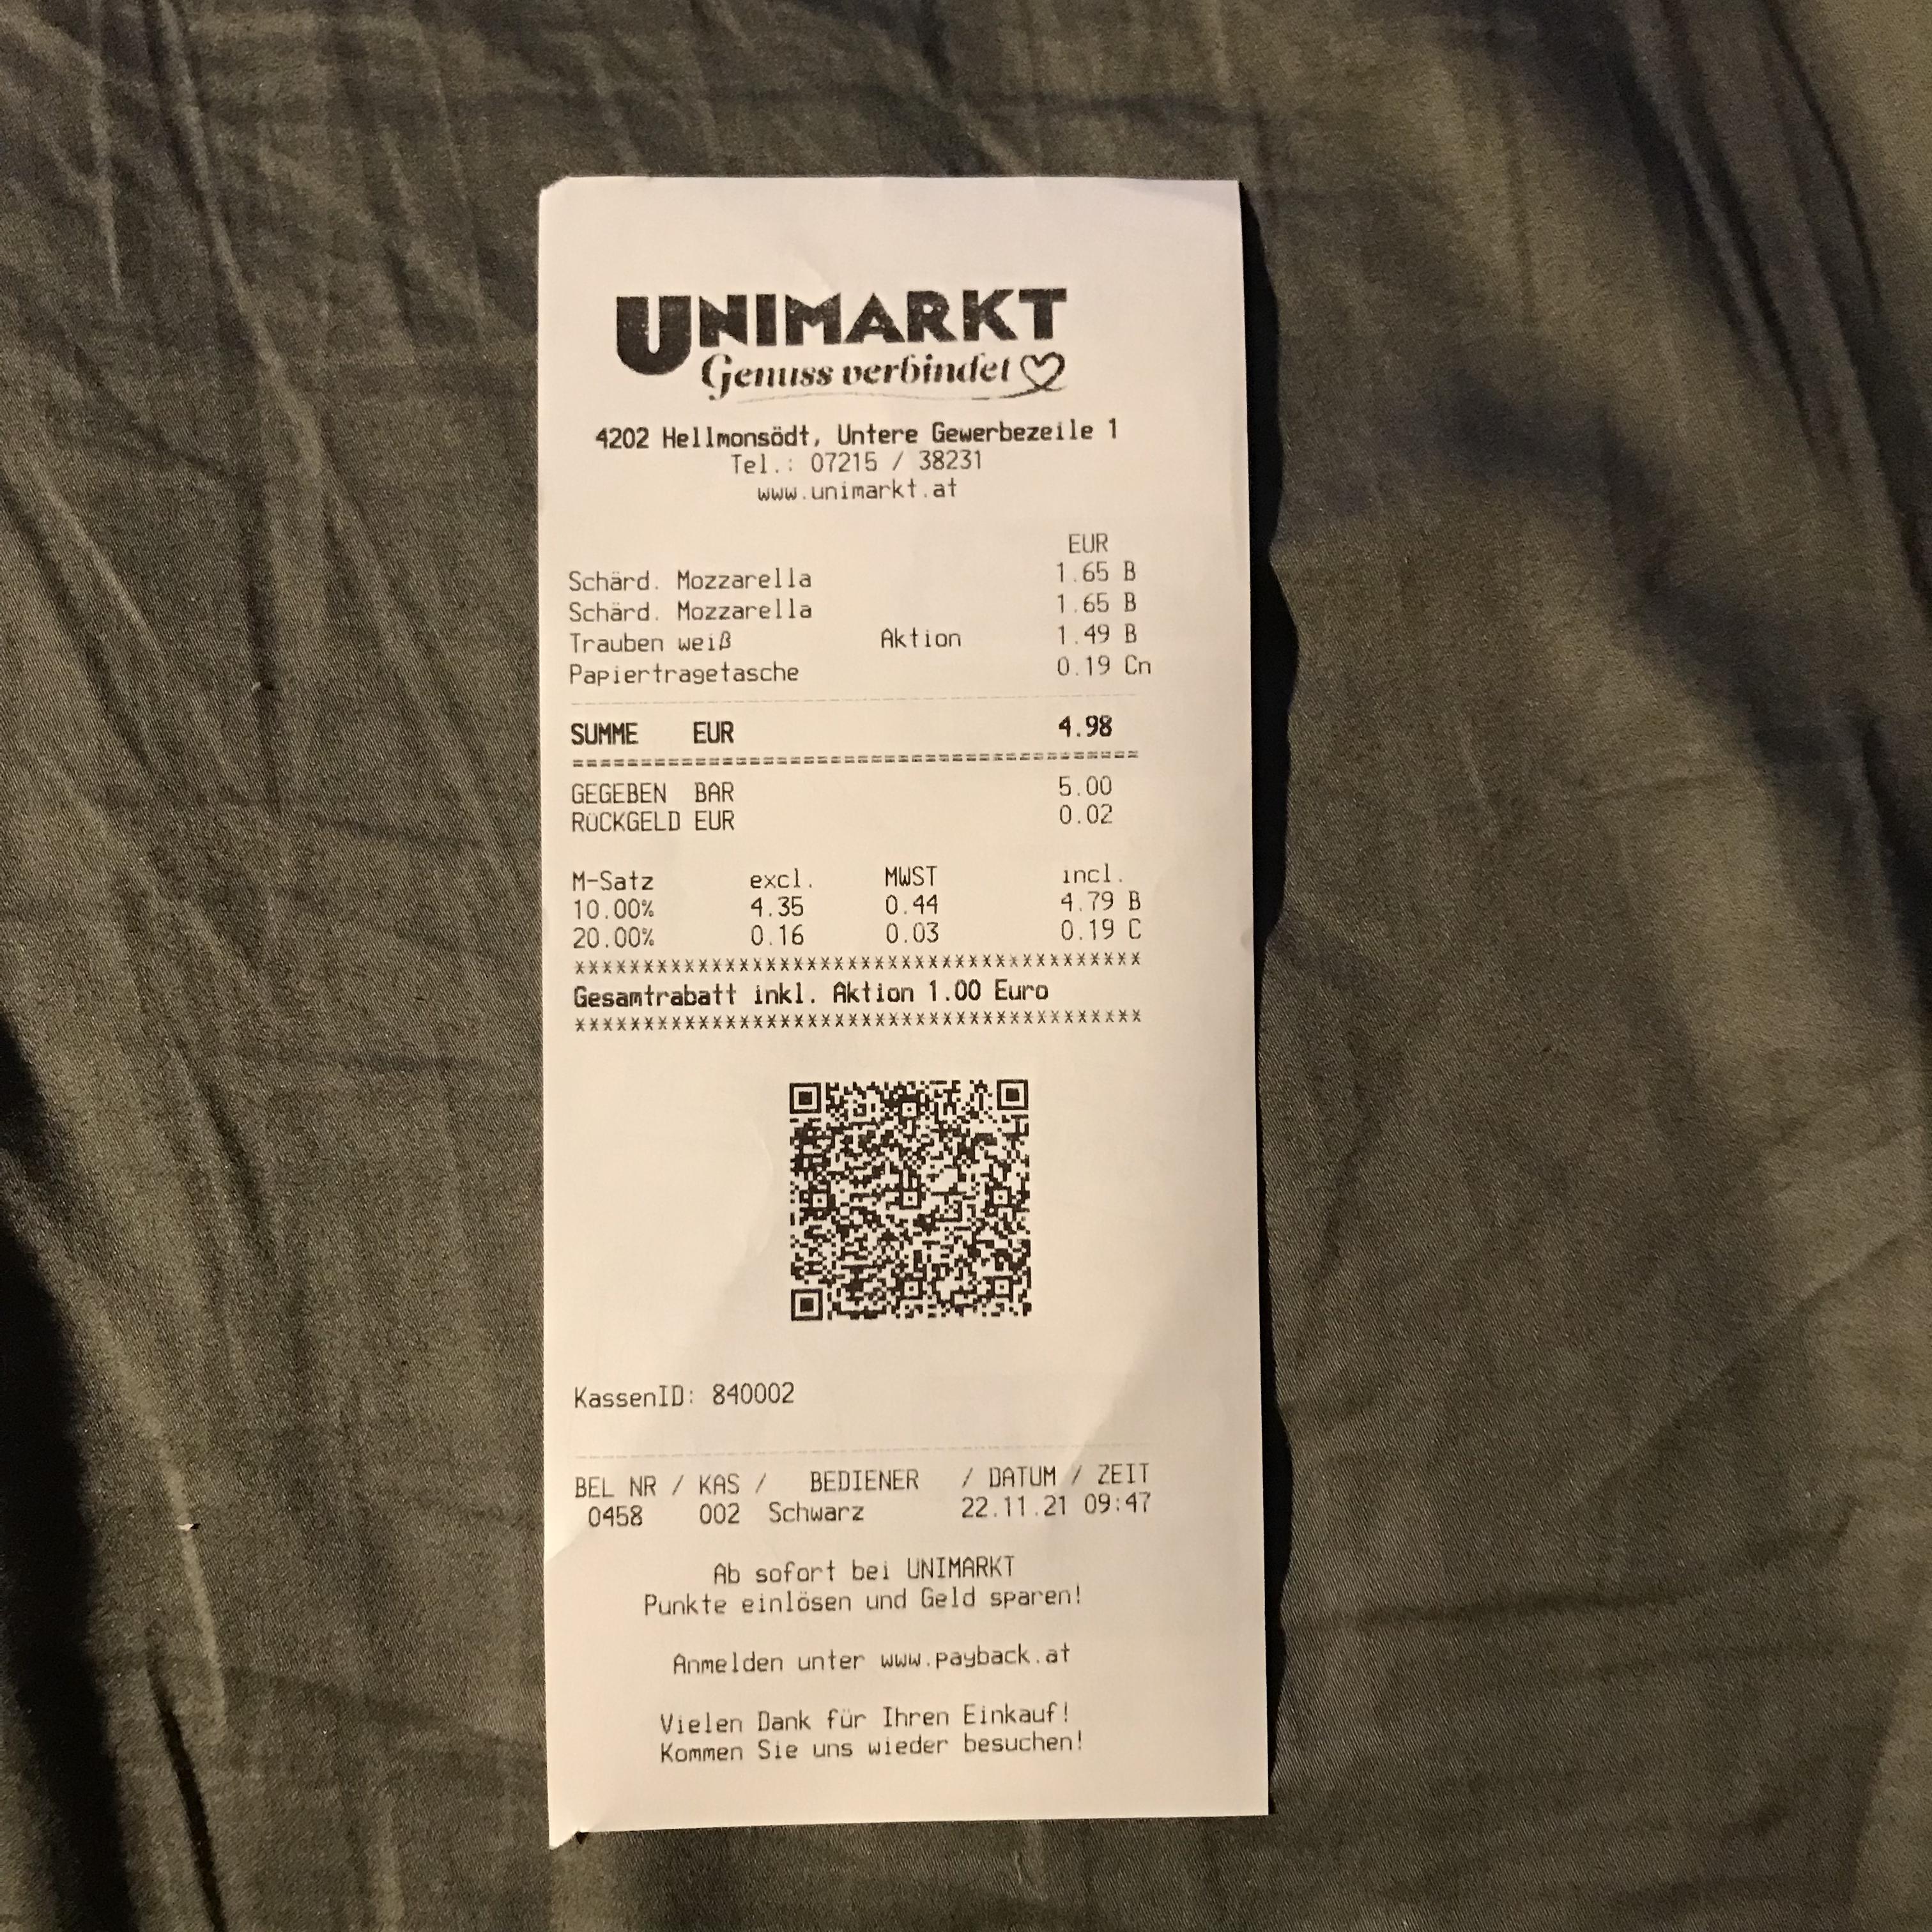 UNIMARKT
Genuss verbindet
4202 Hellmonsödt, Untere Gewerbezeile 1
Tel.: 07215 / 38231
www.unimarkt.at
EUR
Schärd. Mozzarella 1.65 B
Schärd. Mozzarella 1.65 B
Trauben weiß Aktion 1.49 B
Papiertragetasche 0.19 Cn
SUMME EUR 4.98
=========================================
GEGEBEN BAR 5.00
RÜCKGELD EUR 0.02
M-Satz excl. MWST incl.
10.00% 4.35 0.44 4.79 B
20.00% 0.16 0.03 0.19 C
******************************************
Gesamtrabatt inkl. Aktion 1.00 Euro
******************************************
KassenID: 840002
BEL NR / KAS / BEDIENER / DATUM / ZEIT
0458 002 Schwarz 22.11.21 09:47
Ab sofort bei UNIMARKT
Punkte einlösen und Geld sparen!
Anmelden unter www.payback.at
Vielen Dank für Ihren Einkauf!
Kommen Sie uns wieder besuchen!